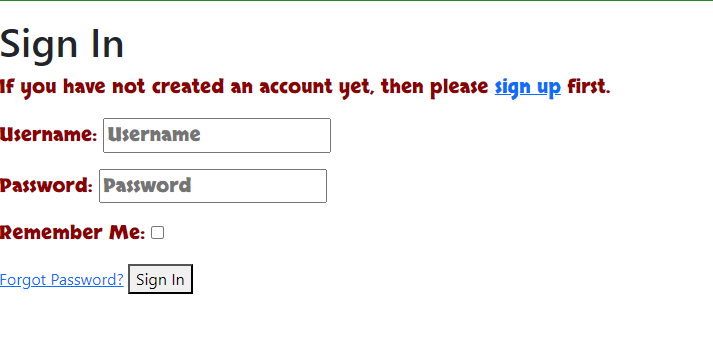 Sign In
If you have not created an account yet, then please sign up first.
Username: Username
Password: Password
Remember Me:
Forgot Password? Sign In